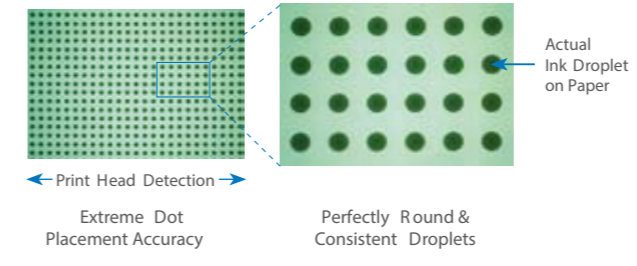 Actual
Ink Droplet
on Paper
Print Head Detection
Extreme Dot
Placement Accuracy
Perfectly Round &
Consistent Droplets